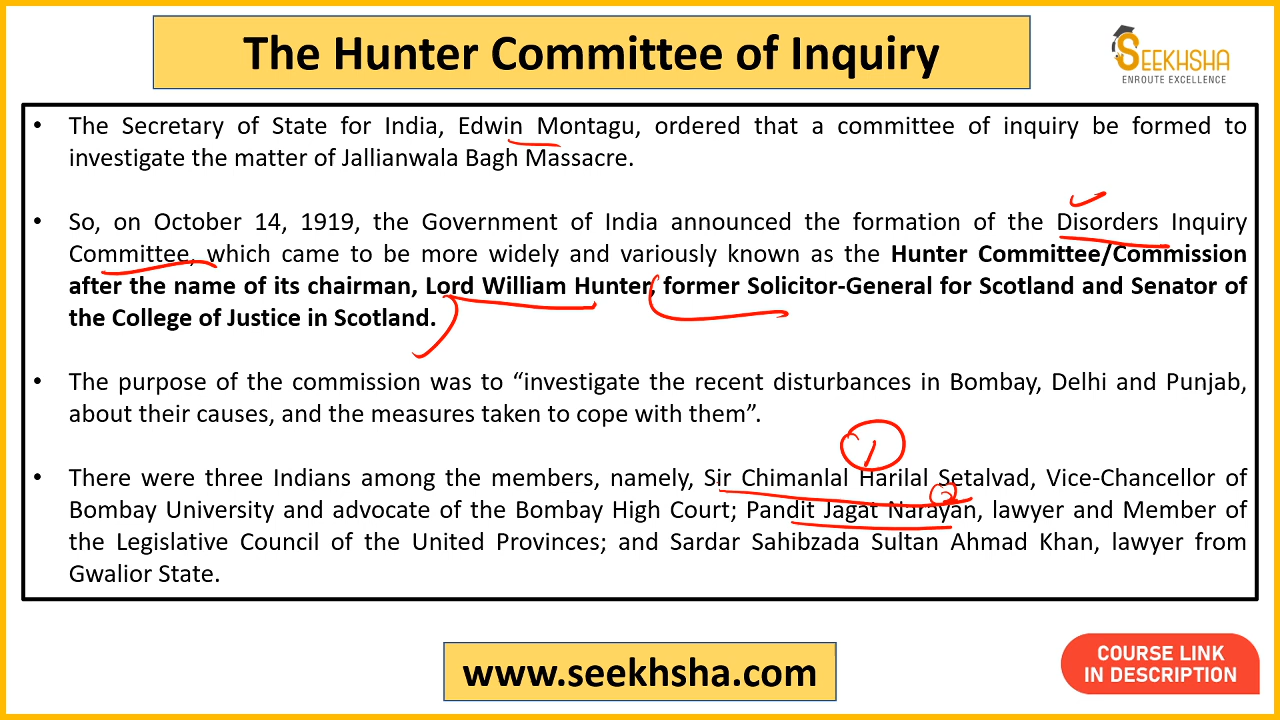 The Hunter Committee of Inquiry
SEEKHSHA
ENROUTE EXCELLENCE
• The Secretary of State for India, Edwin Montagu, ordered that a committee of inquiry be formed to
investigate the matter of Jallianwala Bagh Massacre.
• So, on October 14, 1919, the Government of India announced the formation of the Disorders Inquiry
Committee, which came to be more widely and variously known as the Hunter Committee/Commission
after the name of its chairman, Lord William Hunter, former Solicitor-General for Scotland and Senator of
the College of Justice in Scotland.
• The purpose of the commission was to “investigate the recent disturbances in Bombay, Delhi and Punjab,
about their causes, and the measures taken to cope with them”.
1
• There were three Indians among the members, namely, Sir Chimanlal Harilal Setalvad, Vice-Chancellor of
2
Bombay University and advocate of the Bombay High Court; Pandit Jagat Narayan, lawyer and Member of
the Legislative Council of the United Provinces; and Sardar Sahibzada Sultan Ahmad Khan, lawyer from
Gwalior State.
www.seekhsha.com
COURSE LINK
IN DESCRIPTION